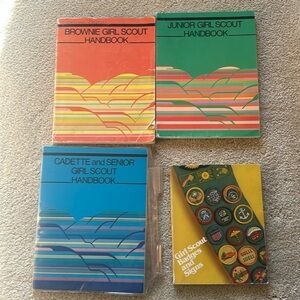 BROWNIE GIRL SCOUT
HANDBOOK
JUNIOR GIRL SCOUT
HANDBOOK
CADETTE and SENIOR
GIRL SCOUT
HANDBOOK
Girl Scout
Badges
and
Signs